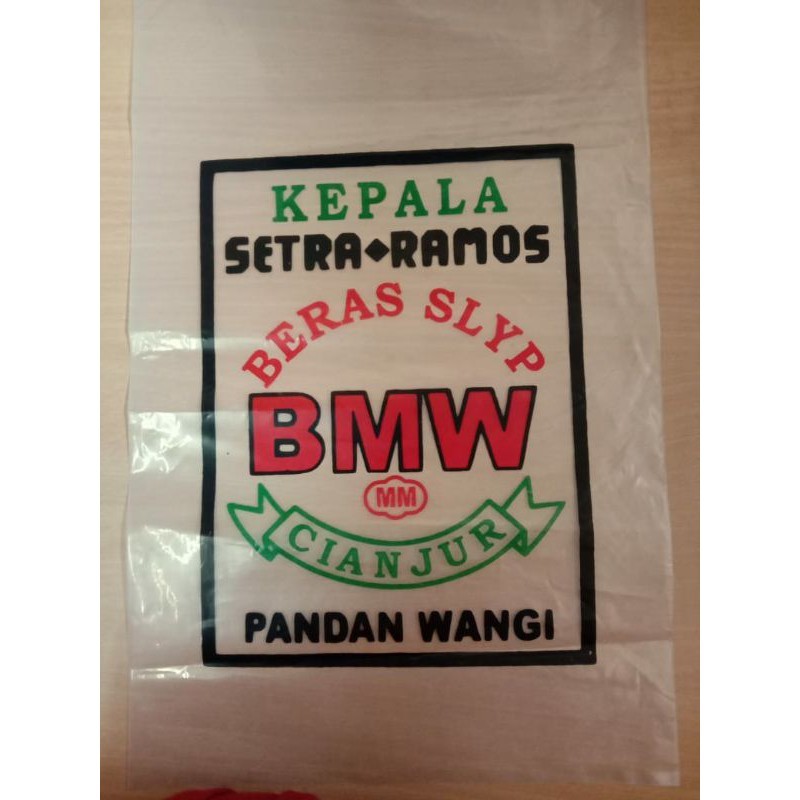 KEPALA
SETRA◆RAMOS
BERAS SLYP
BMW
MM
CIANJUR
PANDAN WANGI